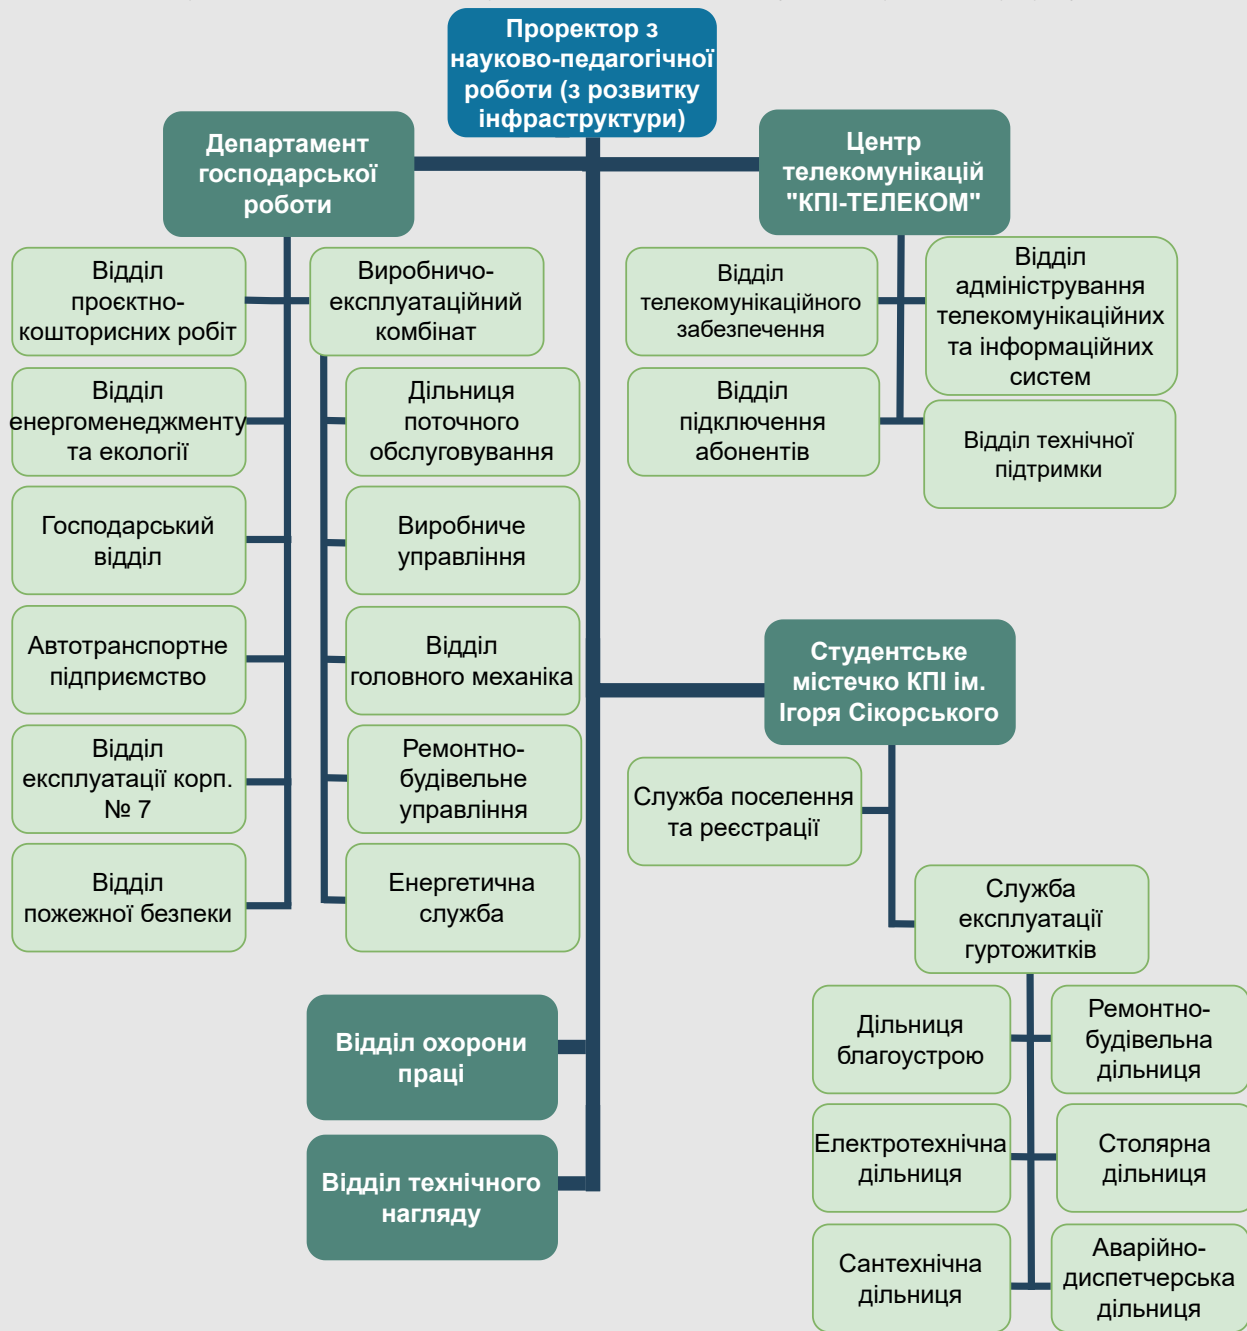 Проректор з
науково-педагогічної
роботи (з розвитку
інфраструктури)
Департамент
господарської
роботи
Центр
телекомунікацій
"КПІ-ТЕЛЕКОМ"
Відділ
проєктно-
кошторисних робіт
Виробничо-
експлуатаційний
комбінат
Відділ
енергоменеджменту
та екології
Дільниця
поточного
обслуговування
Господарський
відділ
Виробниче
управління
Автотранспортне
підприємство
Відділ
головного механіка
Відділ
експлуатації корп.
№ 7
Ремонтно-
будівельне
управління
Відділ
пожежної безпеки
Енергетична
служба
Відділ
телекомунікаційного
забезпечення
Відділ
адміністрування
телекомунікаційних
та інформаційних
систем
Відділ
підключення
абонентів
Відділ технічної
підтримки
Студентське
містечко КПІ ім.
Ігоря Сікорського
Служба поселення
та реєстрації
Служба
експлуатації
гуртожитків
Дільниця
благоустрою
Ремонтно-
будівельна
дільниця
Електротехнічна
дільниця
Столярна
дільниця
Сантехнічна
дільниця
Аварійно-
диспетчерська
дільниця
Відділ охорони
праці
Відділ технічного
нагляду